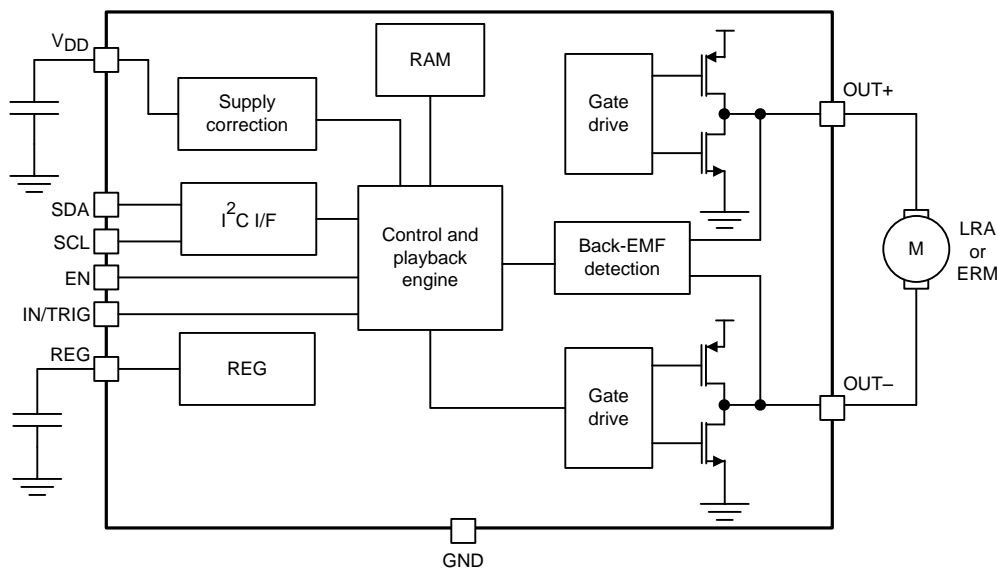 VDD
RAM
Supply
correction
Gate
drive
OUT+
SDA
I2C I/F
SCL
Control and
playback
engine
Back-EMF
detection
M
LRA
or
ERM
EN
IN/TRIG
REG
REG
Gate
drive
OUT–
GND